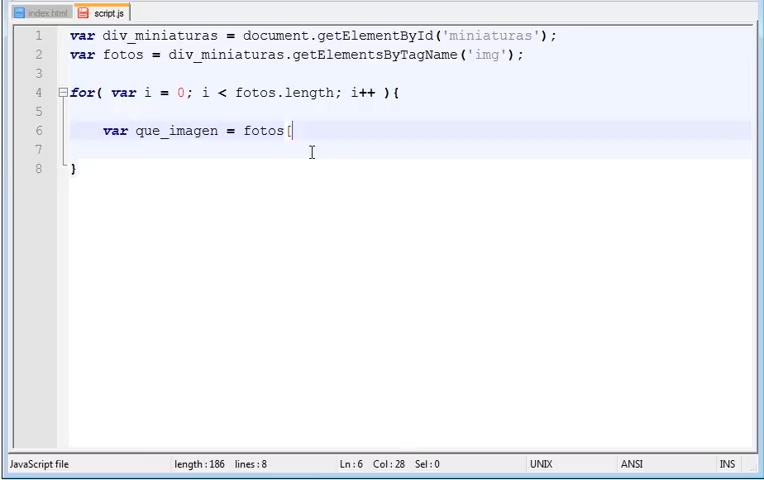 index.html script.js
1 var div_miniaturas = document.getElementById('miniaturas');
2 var fotos = div_miniaturas.getElementsByTagName('img');
3
4 for( var i = 0; i < fotos.length; i++ ){
5
6 var que_imagen = fotos[
7
8 }
JavaScript file length : 186 lines : 8 Ln : 6 Col : 28 Sel : 0 UNIX ANSI INS